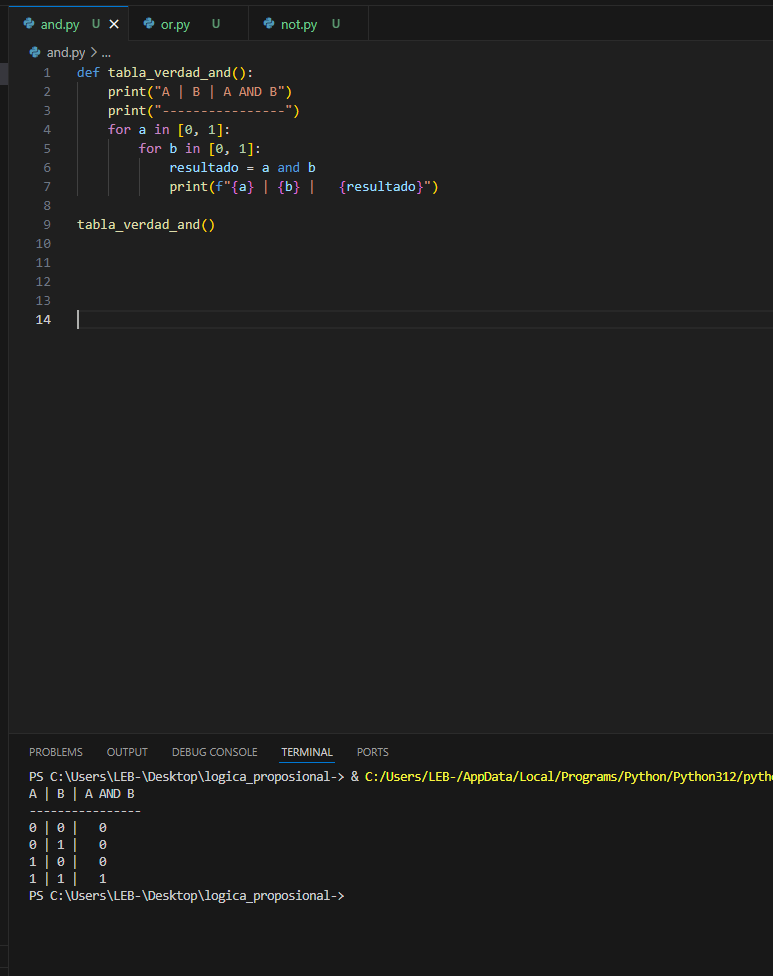 and.py U or.py U not.py U
and.py > ...
1 def tabla_verdad_and():
2     print("A | B | A AND B")
3     print("----------------")
4     for a in [0, 1]:
5         for b in [0, 1]:
6             resultado = a and b
7             print(f"{a} | {b} |   {resultado}")
8
9 tabla_verdad_and()
10
11
12
13
14
PROBLEMS OUTPUT DEBUG CONSOLE TERMINAL PORTS
PS C:\Users\LEB-\Desktop\logica_proposional-> & C:/Users/LEB-/AppData/Local/Programs/Python/Python312/pytho
A | B | A AND B
----------------
0 | 0 |   0
0 | 1 |   0
1 | 0 |   0
1 | 1 |   1
PS C:\Users\LEB-\Desktop\logica_proposional->